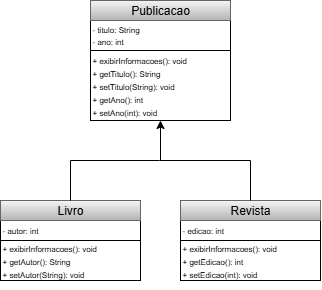 Publicacao
- titulo: String
- ano: int
+ exibirInformacoes(): void
+ getTitulo(): String
+ setTitulo(String): void
+ getAno(): int
+ setAno(int): void
Livro
- autor: int
+ exibirInformacoes(): void
+ getAutor(): String
+ setAutor(String): void
Revista
- edicao: int
+ exibirInformacoes(): void
+ getEdicao(): int
+ setEdicao(int): void